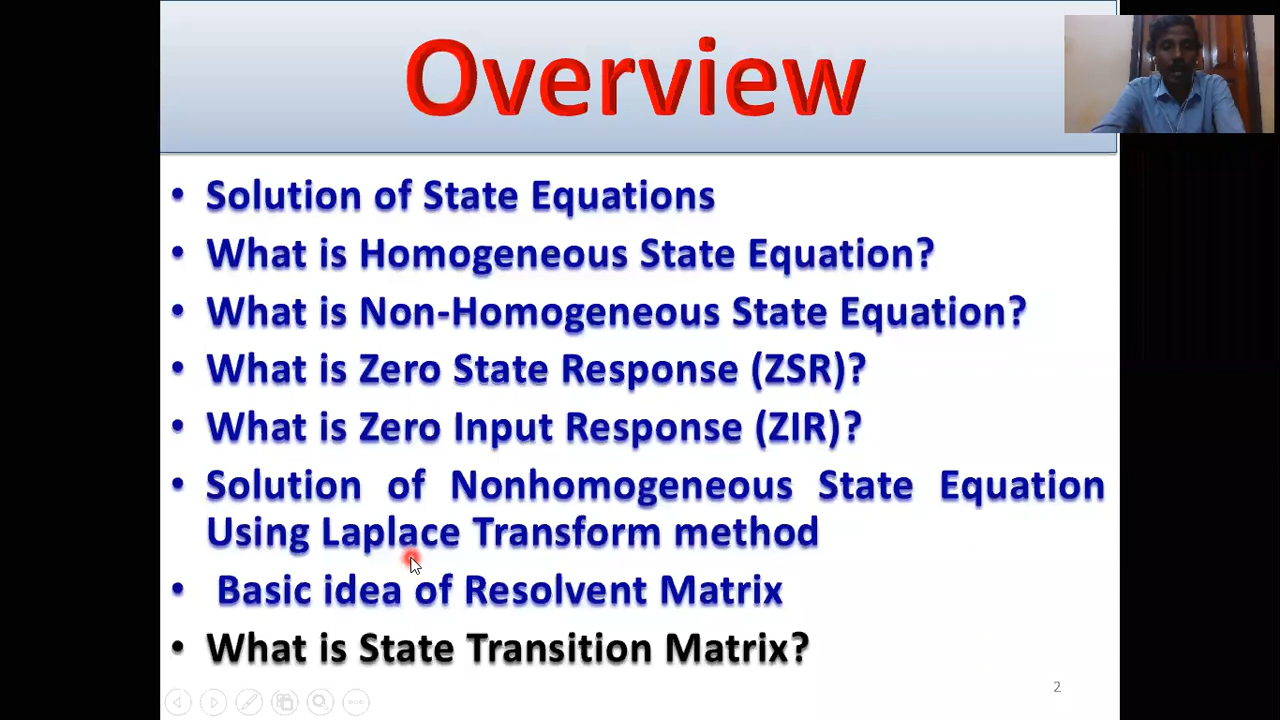 Overview
• Solution of State Equations
• What is Homogeneous State Equation?
• What is Non-Homogeneous State Equation?
• What is Zero State Response (ZSR)?
• What is Zero Input Response (ZIR)?
• Solution of Nonhomogeneous State Equation
Using Laplace Transform method
• Basic idea of Resolvent Matrix
• What is State Transition Matrix?
2